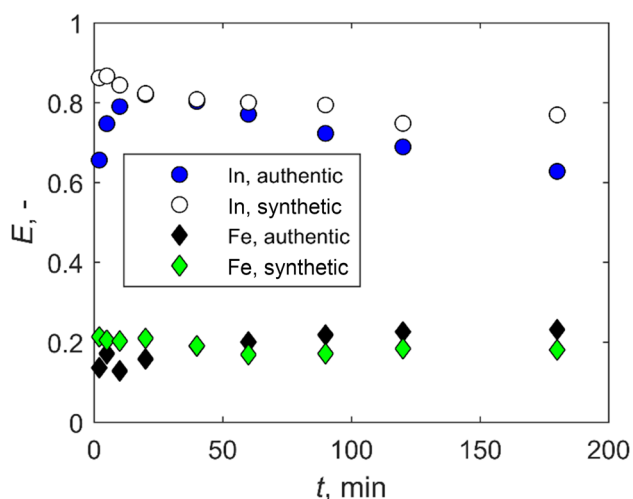 1
0.8
0.6
0.4
0.2
0
E, -
In, authentic
In, synthetic
Fe, authentic
Fe, synthetic
0 50 100 150 200
t, min